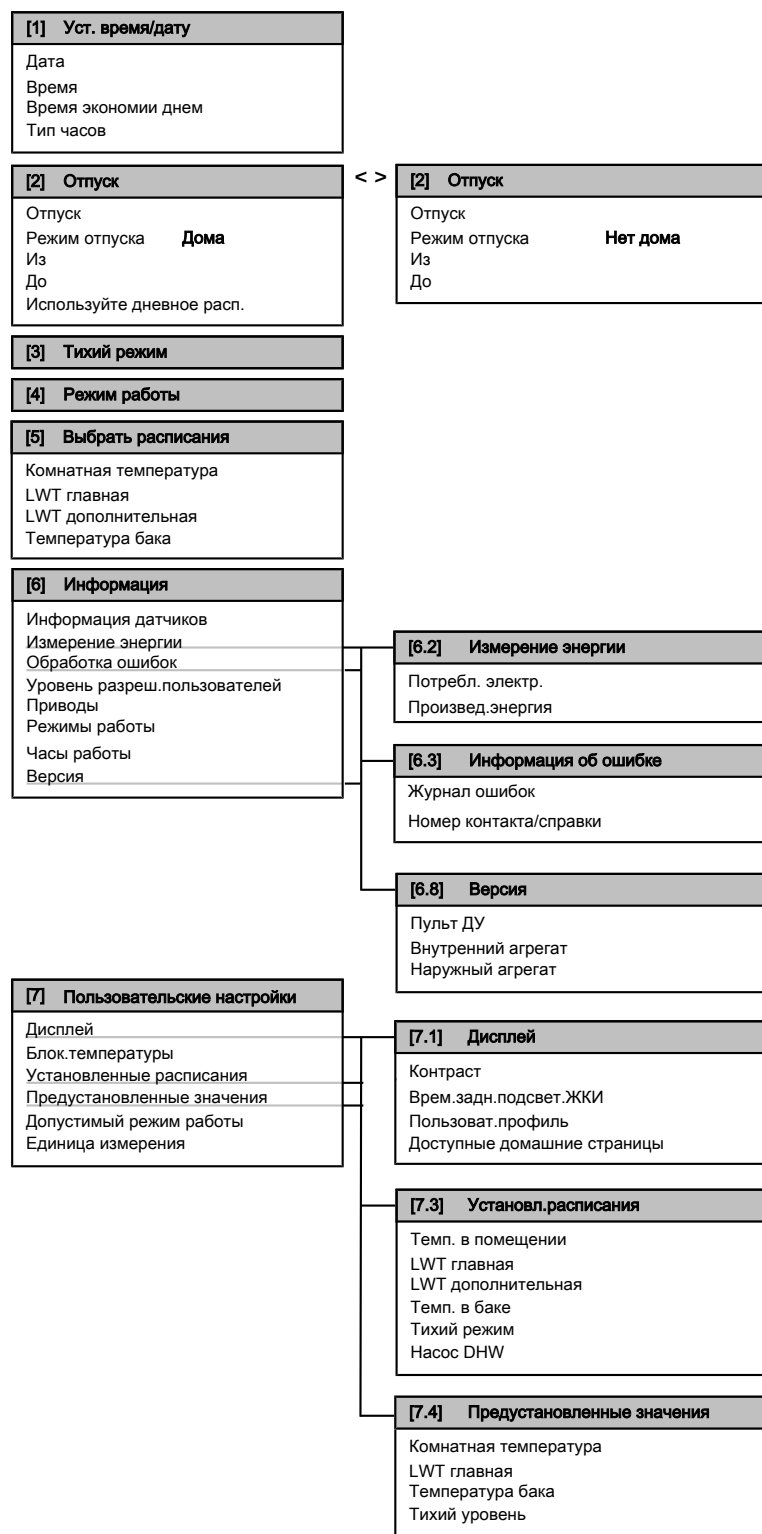 [1] Уст. время/дату
Дата
Время
Время экономии днем
Тип часов
[2] Отпуск
Отпуск
Режим отпуска Дома
Из
До
Используйте дневное расп.
< >
[2] Отпуск
Отпуск
Режим отпуска Нет дома
Из
До
[3] Тихий режим
[4] Режим работы
[5] Выбрать расписания
Комнатная температура
LWT главная
LWT дополнительная
Температура бака
[6] Информация
Информация датчиков
Измерение энергии
Обработка ошибок
Уровень разреш.пользователей
Приводы
Режимы работы
Часы работы
Версия
[6.2] Измерение энергии
Потребл. электр.
Произвед.энергия
[6.3] Информация об ошибке
Журнал ошибок
Номер контакта/справки
[6.8] Версия
Пульт ДУ
Внутренний агрегат
Наружный агрегат
[7] Пользовательские настройки
Дисплей
Блок.температуры
Установленные расписания
Предустановленные значения
Допустимый режим работы
Единица измерения
[7.1] Дисплей
Контраст
Врем.задн.подсвет.ЖКИ
Пользоват.профиль
Доступные домашние страницы
[7.3] Установл.расписания
Темп. в помещении
LWT главная
LWT дополнительная
Темп. в баке
Тихий режим
Насос DHW
[7.4] Предустановленные значения
Комнатная температура
LWT главная
Температура бака
Тихий уровень